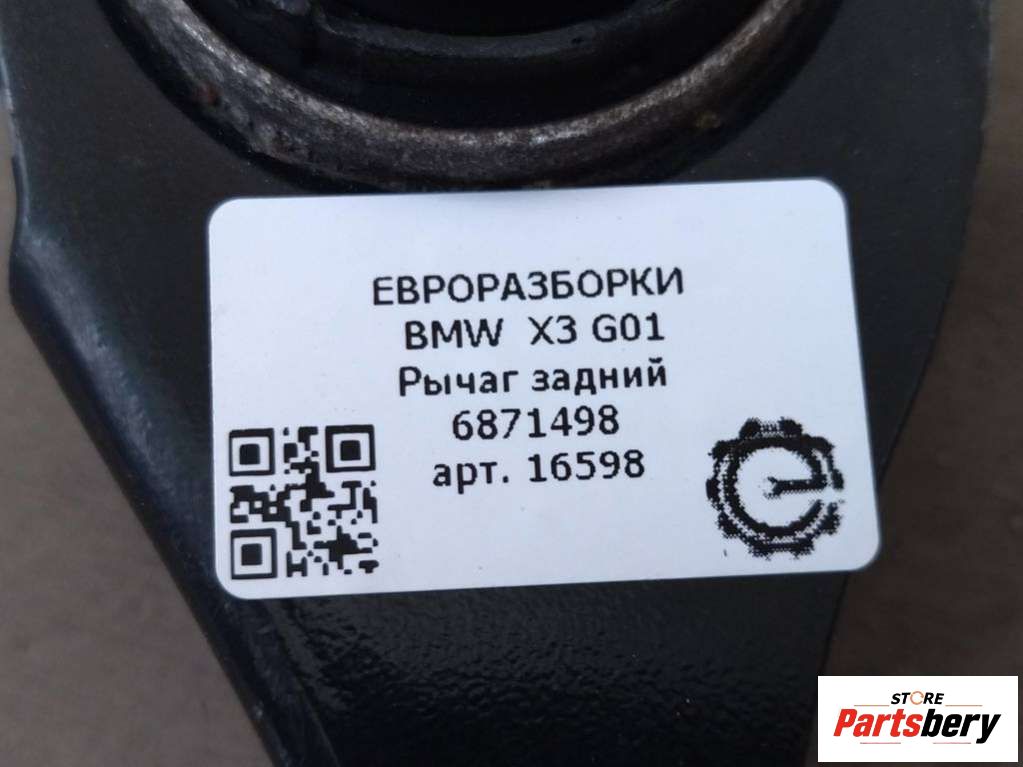 ЕВРОРАЗБОРКИ
BMW X3 G01
Рычаг задний
6871498
арт. 16598
STORE
Partsbery